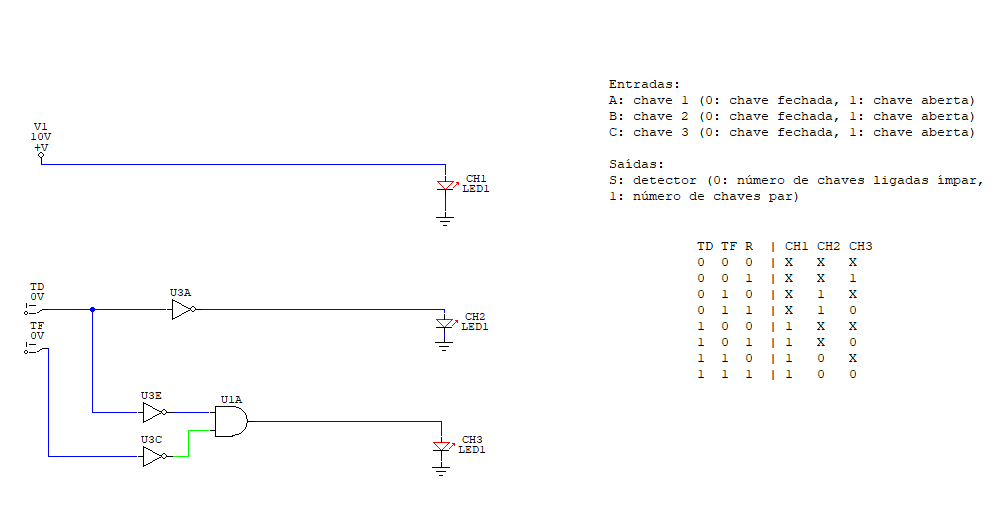 Entradas:
A: chave 1 (0: chave fechada, 1: chave aberta)
B: chave 2 (0: chave fechada, 1: chave aberta)
C: chave 3 (0: chave fechada, 1: chave aberta)
Saídas:
S: detector (0: número de chaves ligadas ímpar,
1: número de chaves par)
V1
10V
+V
CH1
LED1
TD
0V
U3A
CH2
LED1
TF
0V
U3E
U1A
U3C
CH3
LED1
TD TF R | CH1 CH2 CH3
0 0 0 | X X X
0 0 1 | X X 1
0 1 0 | X 1 X
0 1 1 | X 1 0
1 0 0 | 1 X X
1 0 1 | 1 X 0
1 1 0 | 1 0 X
1 1 1 | 1 0 0